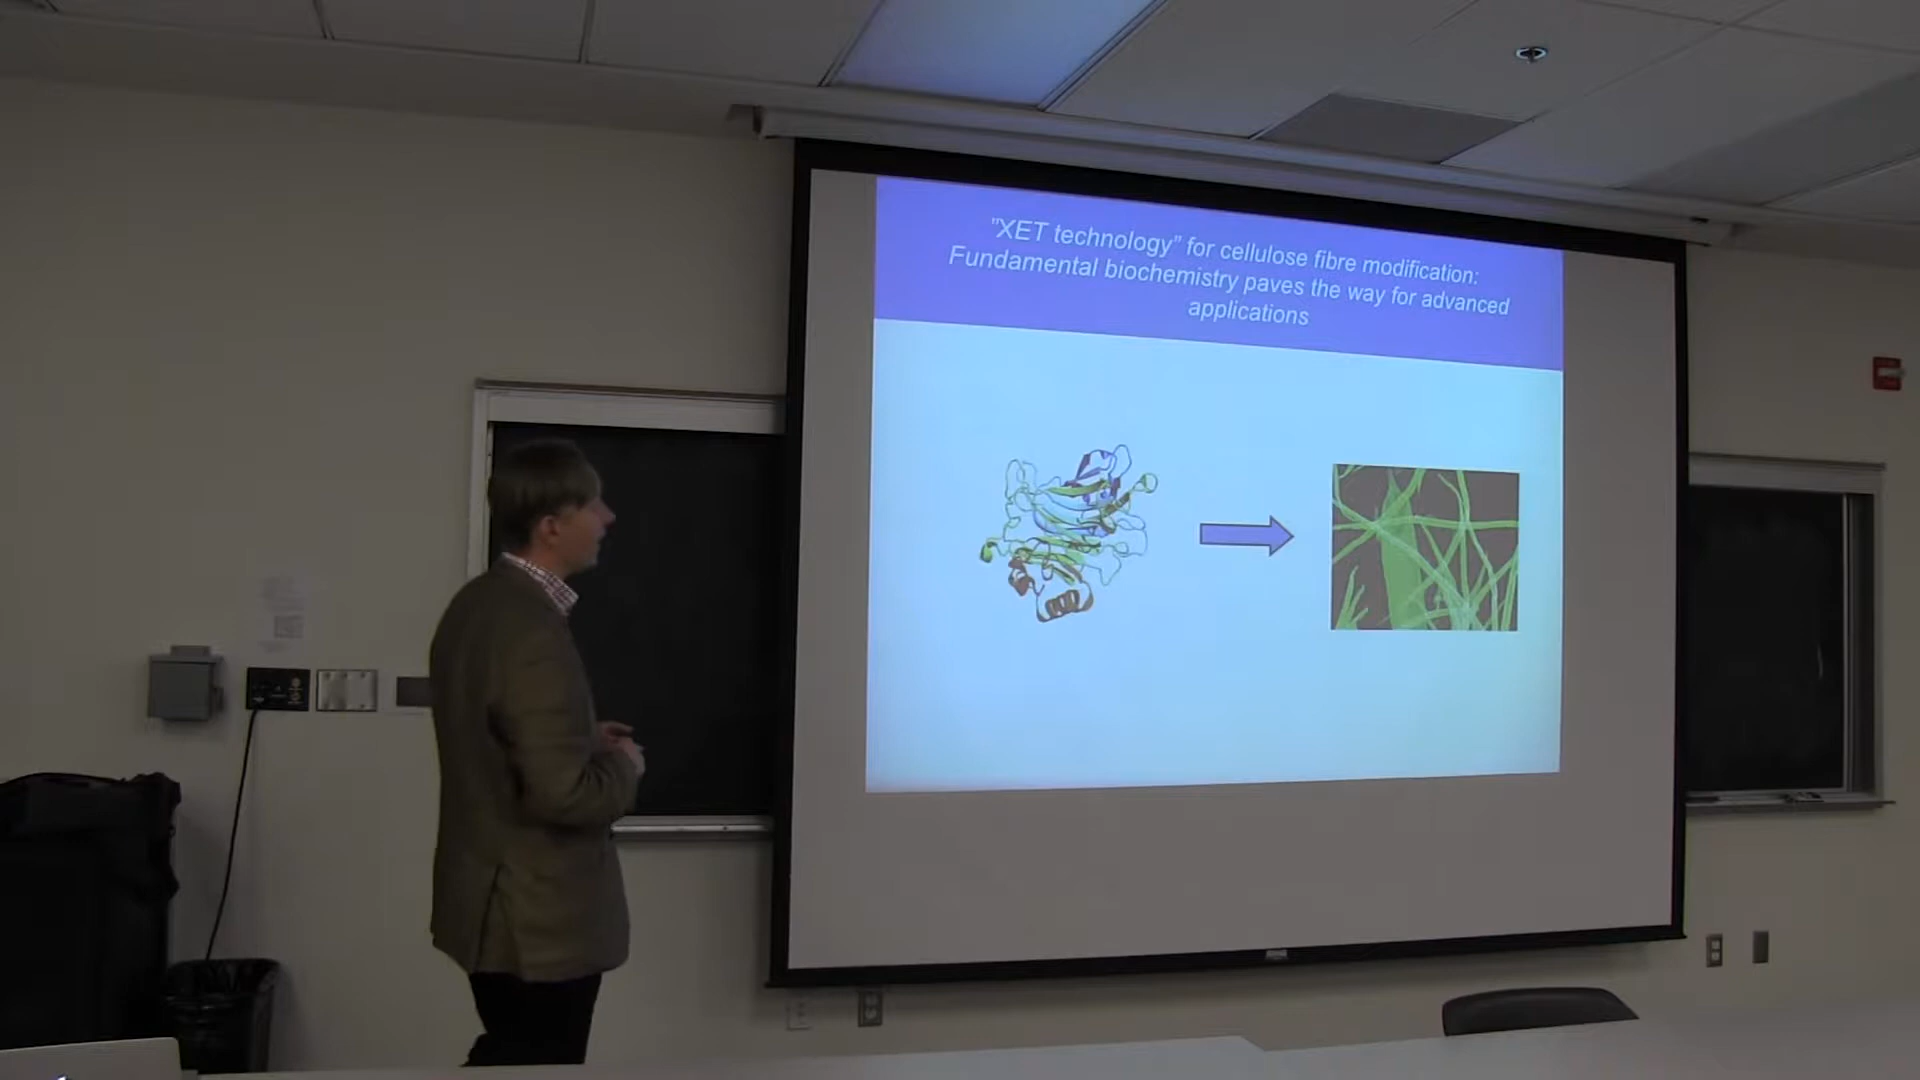 "XET technology" for cellulose fibre modification:
Fundamental biochemistry paves the way for advanced
applications